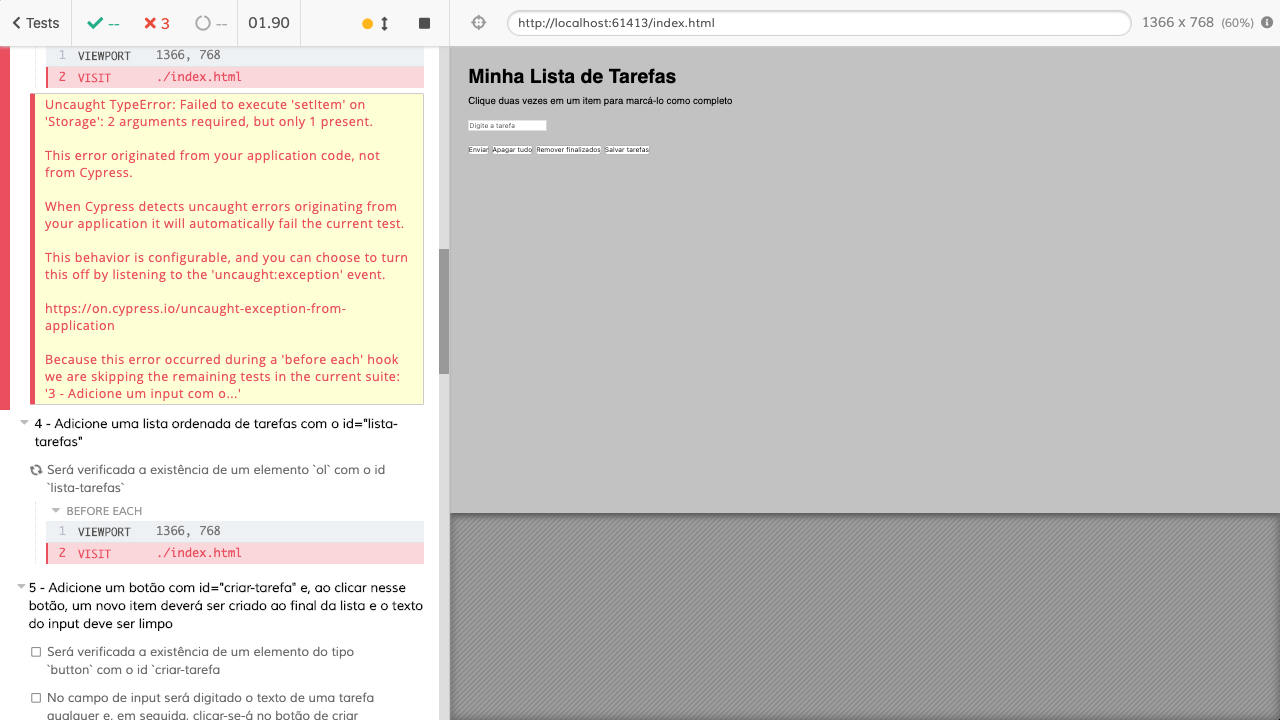 Tests -- 3 -- 01.90 http://localhost:61413/index.html 1366 x 768 (60%)
1 VIEWPORT 1366, 768
2 VISIT ./index.html
Uncaught TypeError: Failed to execute 'setItem' on
'Storage': 2 arguments required, but only 1 present.
This error originated from your application code, not
from Cypress.
When Cypress detects uncaught errors originating from
your application it will automatically fail the current test.
This behavior is configurable, and you can choose to turn
this off by listening to the 'uncaught:exception' event.
https://on.cypress.io/uncaught-exception-from-
application
Because this error occurred during a 'before each' hook
we are skipping the remaining tests in the current suite:
'3 - Adicione um input com o...'
4 - Adicione uma lista ordenada de tarefas com o id="lista-
tarefas"
Será verificada a existência de um elemento `ol` com o id
`lista-tarefas`
BEFORE EACH
1 VIEWPORT 1366, 768
2 VISIT ./index.html
5 - Adicione um botão com id="criar-tarefa" e, ao clicar nesse
botão, um novo item deverá ser criado ao final da lista e o texto
do input deve ser limpo
Será verificada a existência de um elemento do tipo
`button` com o id `criar-tarefa
No campo de input será digitado o texto de uma tarefa
qualquer e, em seguida, clicar-se-á no botão de criar
Minha Lista de Tarefas
Clique duas vezes em um item para marcá-lo como completo
Digite a tarefa
Enviar Apagar tudo Remover finalizados Salvar tarefas